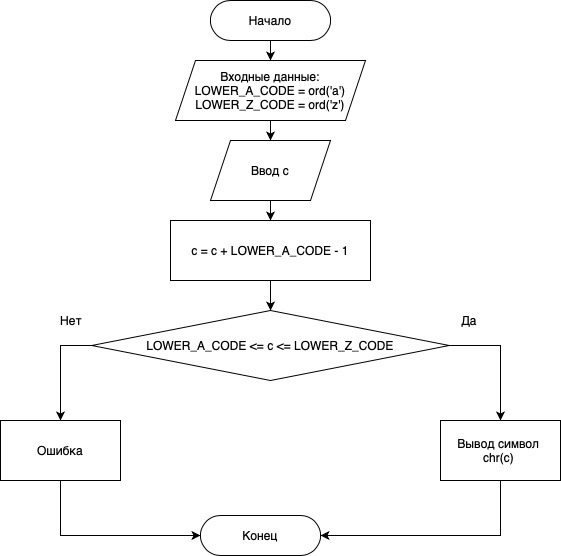 Начало
Входные данные:
LOWER_A_CODE = ord('a')
LOWER_Z_CODE = ord('z')
Ввод c
c = c + LOWER_A_CODE - 1
Нет
Да
LOWER_A_CODE <= c <= LOWER_Z_CODE
Ошибка
Вывод символ
chr(c)
Конец